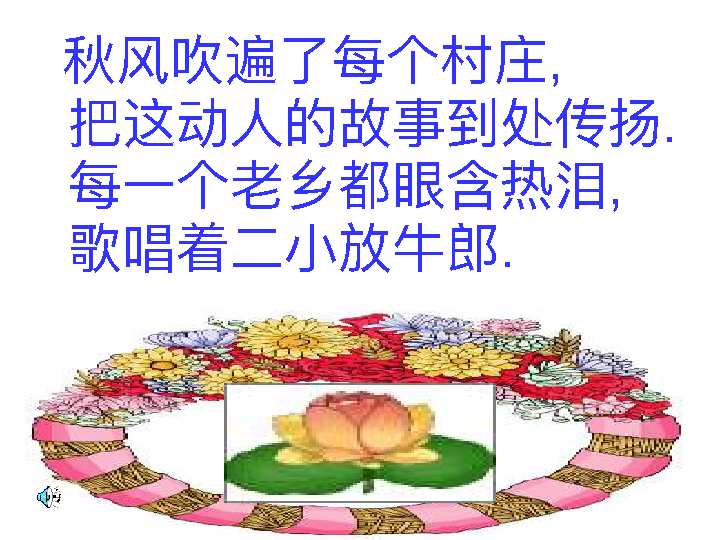 秋风吹遍了每个村庄,
把这动人的故事到处传扬.
每一个老乡都眼含热泪,
歌唱着二小放牛郎.